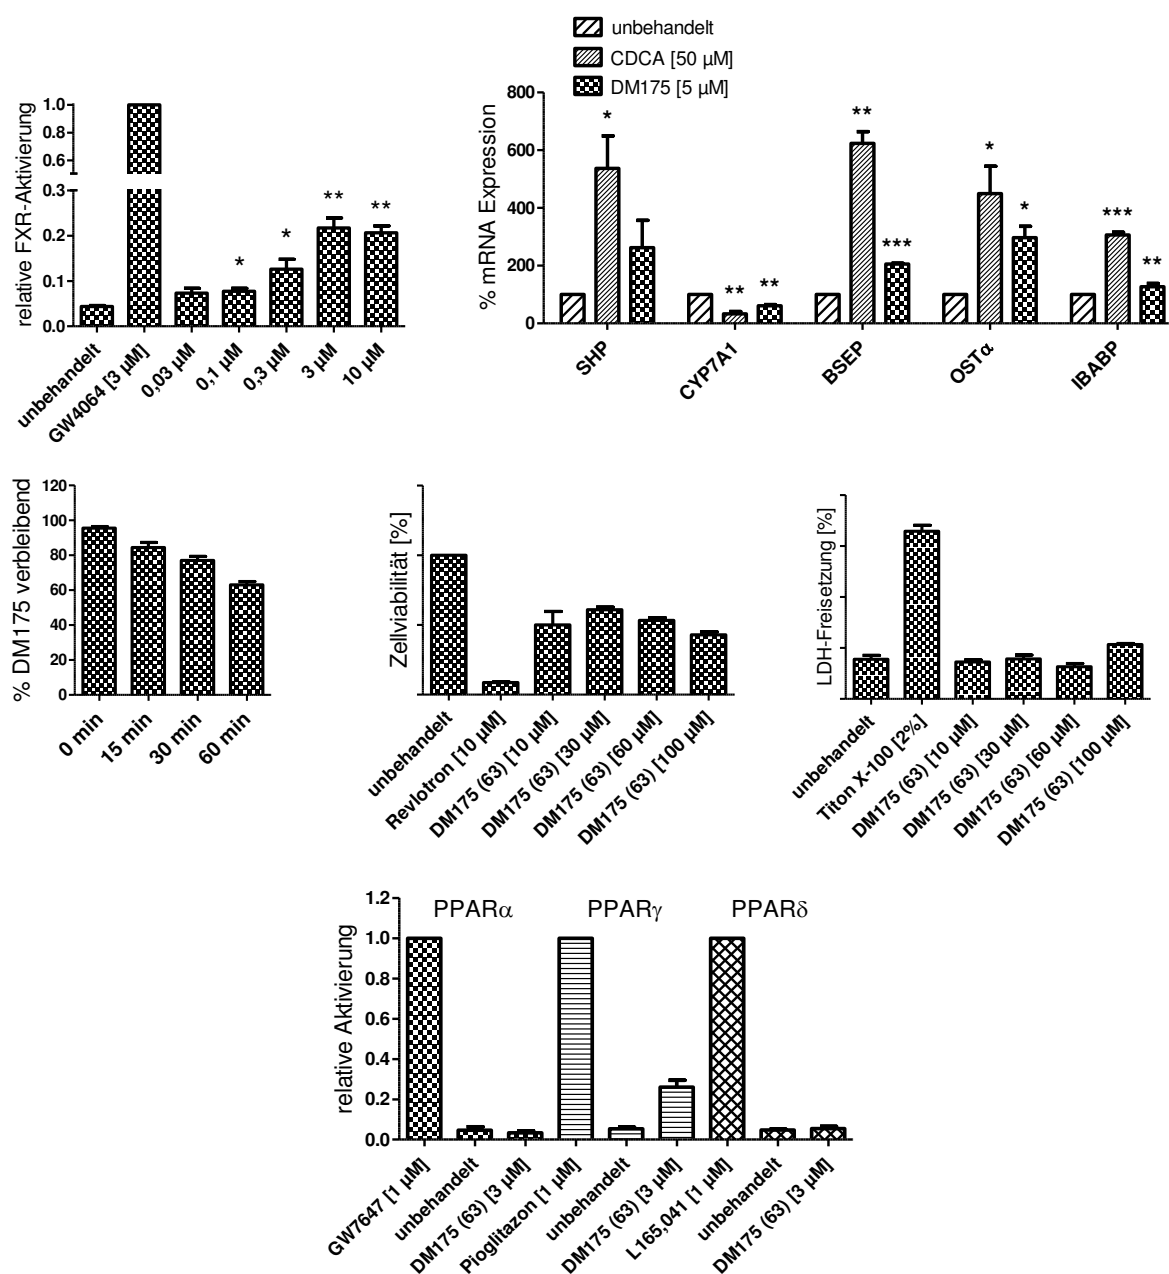 unbehandelt
CDCA [50 µM]
DM175 [5 µM]
relative FXR-Aktivierung
1.0
0.8
0.6
0.3
0.2
0.1
0.0
*
*
**
**
unbehandelt
GW4064 [3 µM]
0,03 µM
0,1 µM
0,3 µM
3 µM
10 µM
% mRNA Expression
800
600
400
200
0
*
**
**
**
***
*
*
***
**
SHP
CYP7A1
BSEP
OSTα
IBABP
% DM175 verbleibend
120
100
80
60
40
20
0
0 min
15 min
30 min
60 min
Zellviabilität [%]
unbehandelt
Revlotron [10 µM]
DM175 (63) [10 µM]
DM175 (63) [30 µM]
DM175 (63) [60 µM]
DM175 (63) [100 µM]
LDH-Freisetzung [%]
unbehandelt
Titon X-100 [2%]
DM175 (63) [10 µM]
DM175 (63) [30 µM]
DM175 (63) [60 µM]
DM175 (63) [100 µM]
relative Aktivierung
1.2
1.0
0.8
0.6
0.4
0.2
0.0
PPARα
PPARγ
PPARδ
GW7647 [1 µM]
unbehandelt
DM175 (63) [3 µM]
Pioglitazon [1 µM]
unbehandelt
DM175 (63) [3 µM]
L165,041 [1 µM]
unbehandelt
DM175 (63) [3 µM]